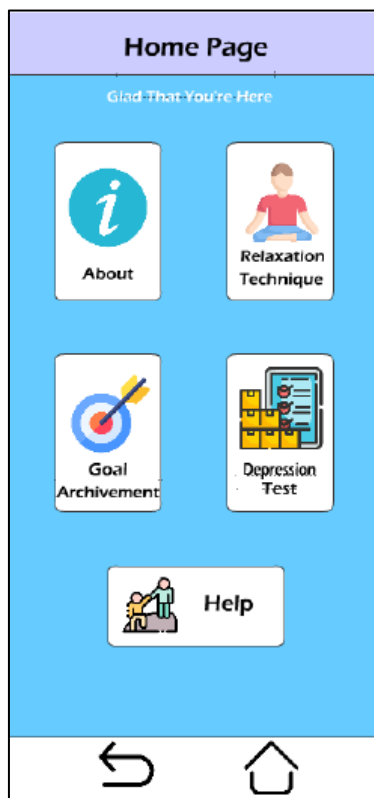 Home Page
Glad That You're Here
About
Relaxation
Technique
Goal
Archivement
Depression
Test
Help